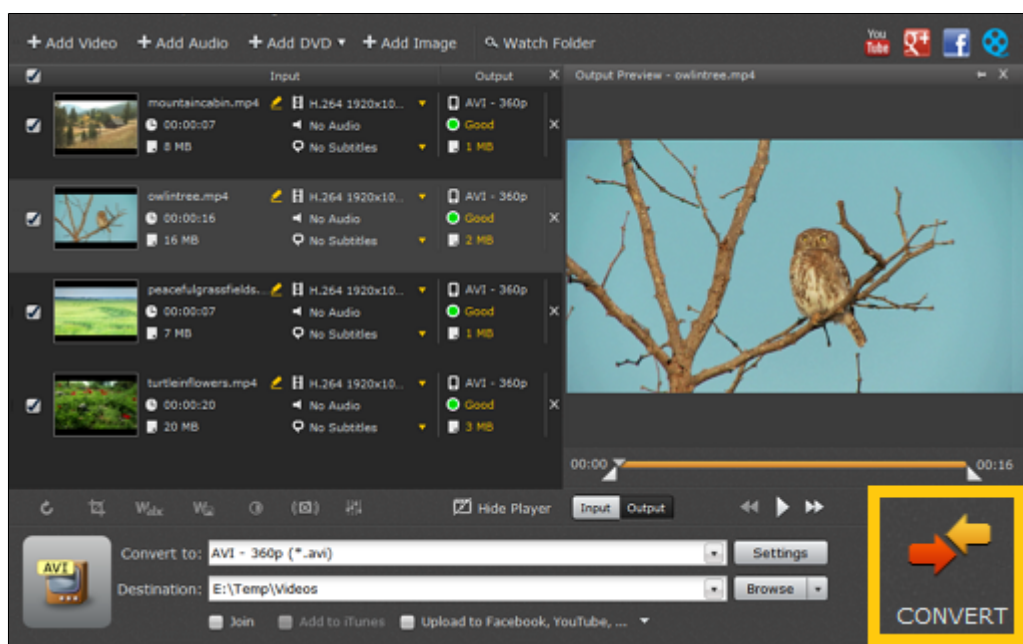 + Add Video + Add Audio + Add DVD ▼ + Add Image Watch Folder
You Tube g+ f
Input Output X Output Preview - owlintree.mp4 X
mountaincabin.mp4 H.264 1920x10... AVI - 360p
00:00:07 No Audio Good X
8 MB No Subtitles 1 MB
owlintree.mp4 H.264 1920x10... AVI - 360p
00:00:16 No Audio Good X
16 MB No Subtitles 2 MB
peacefulgrassfields... H.264 1920x10... AVI - 360p
00:00:07 No Audio Good X
7 MB No Subtitles 1 MB
turtleinflowers.mp4 H.264 1920x10... AVI - 360p
00:00:20 No Audio Good X
20 MB No Subtitles 3 MB
00:00 00:16
Hide Player Input Output
AVI
Convert to: AVI - 360p (*.avi) Settings
Destination: E:\Temp\Videos Browse
Join Add to iTunes Upload to Facebook, YouTube, ...
CONVERT